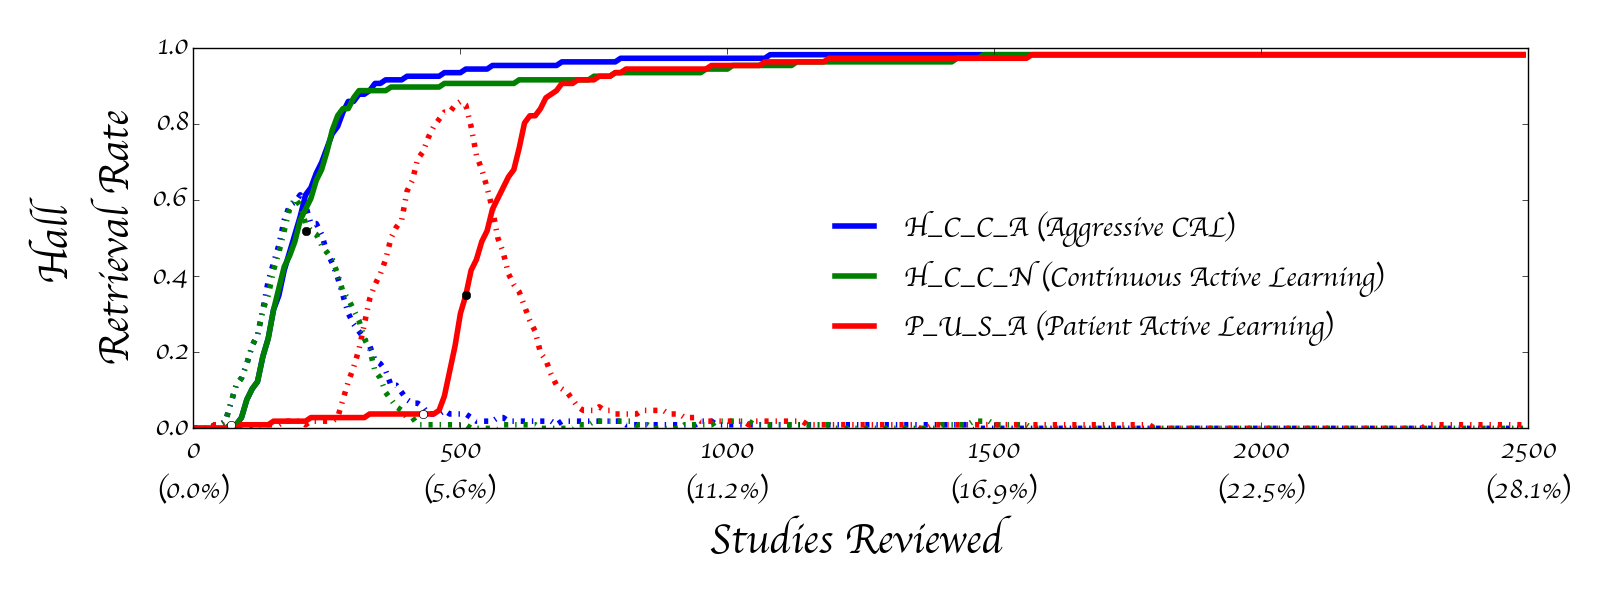 Hall
Retrieval Rate
1.0
0.8
0.6
0.4
0.2
0.0
H_C_C_A (Aggressive CAL)
H_C_C_N (Continuous Active Learning)
P_U_S_A (Patient Active Learning)
0 500 1000 1500 2000 2500
(0.0%) (5.6%) (11.2%) (16.9%) (22.5%) (28.1%)
Studies Reviewed